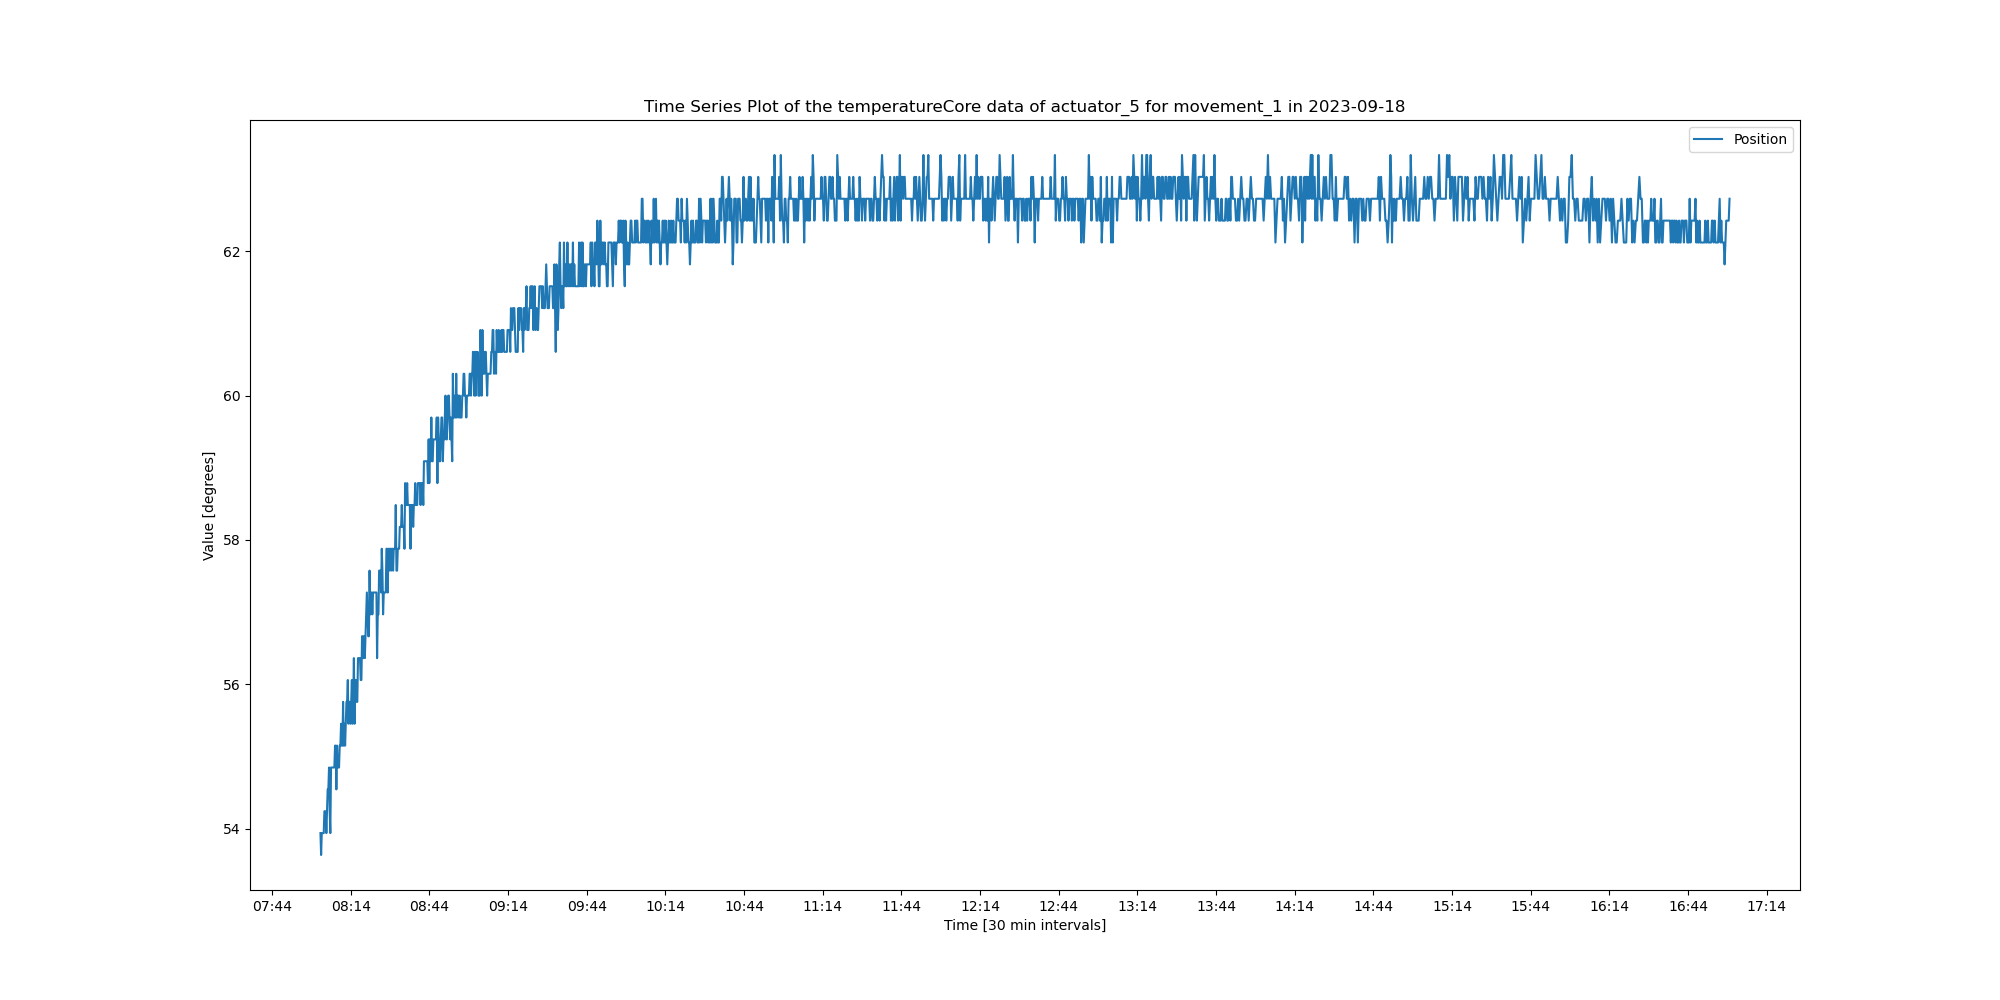 Time Series Plot of the temperatureCore data of actuator_5 for movement_1 in 2023-09-18
Position
62
60
58
56
54
Value [degrees]
07:44 08:14 08:44 09:14 09:44 10:14 10:44 11:14 11:44 12:14 12:44 13:14 13:44 14:14 14:44 15:14 15:44 16:14 16:44 17:14
Time [30 min intervals]